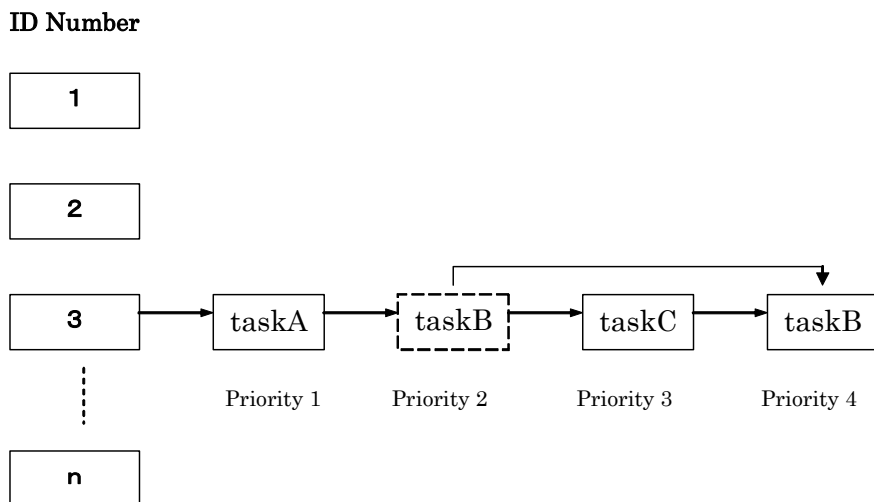 ID Number
1
2
3
taskA
taskB
taskC
taskB
Priority 1
Priority 2
Priority 3
Priority 4
n